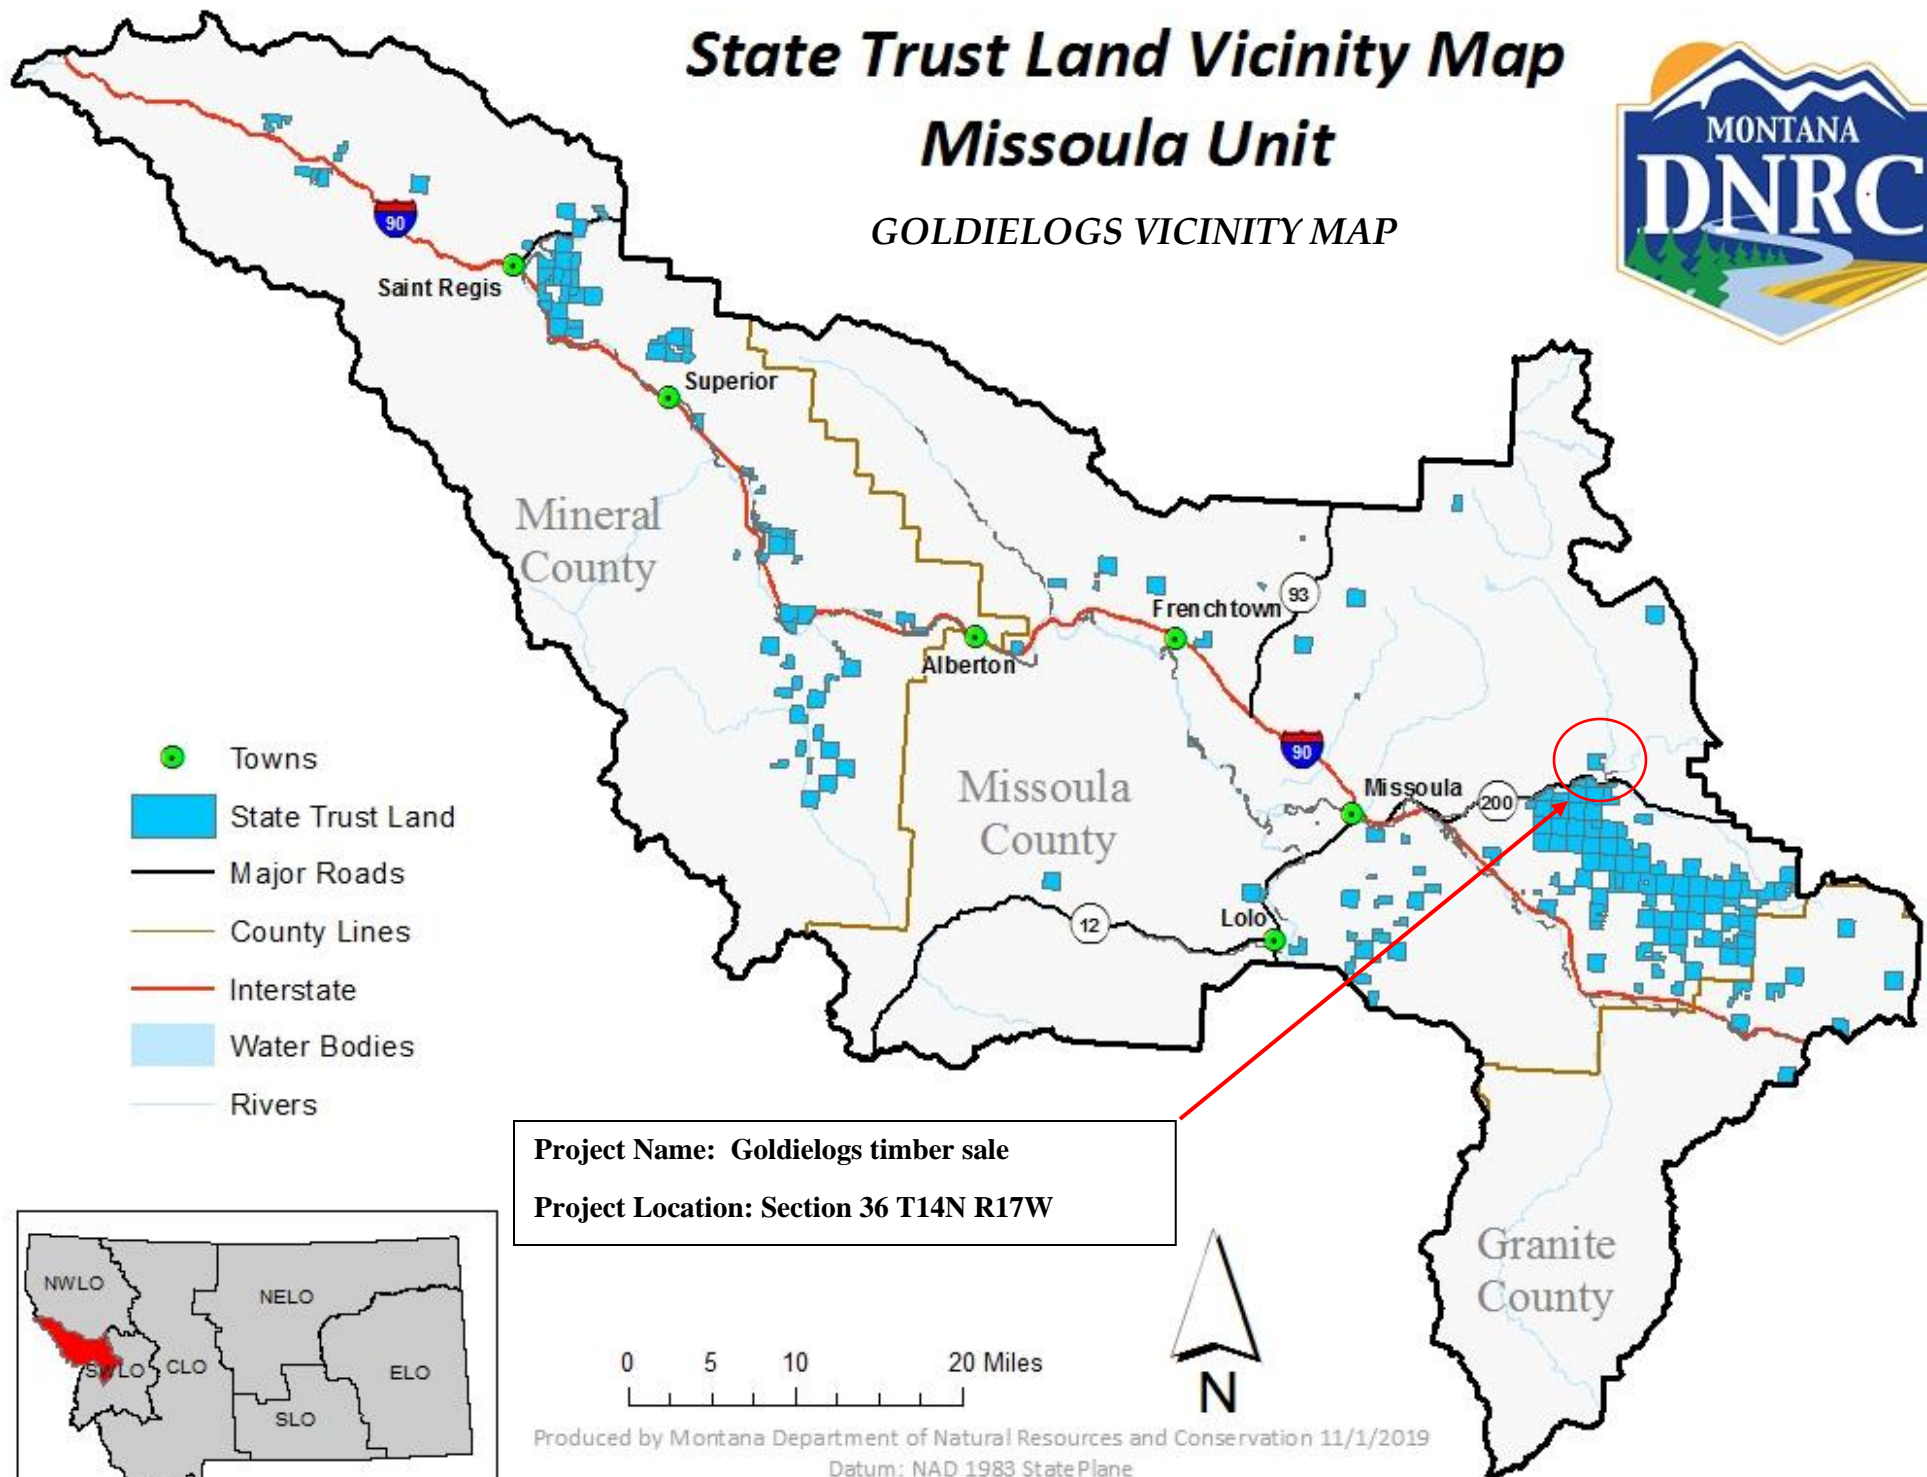 State Trust Land Vicinity Map
Missoula Unit
GOLDIELOGS VICINITY MAP
MONTANA
DNRC
90
Saint Regis
Superior
Mineral
County
93
Frenchtown
Alberton
90
Missoula
200
Missoula
County
Lolo
12
Towns
State Trust Land
Major Roads
County Lines
Interstate
Water Bodies
Rivers
Project Name: Goldielogs timber sale
Project Location: Section 36 T14N R17W
Granite
County
NWLO
NELO
SWLO
CLO
ELO
SLO
0 5 10 20 Miles
N
Produced by Montana Department of Natural Resources and Conservation 11/1/2019
Datum: NAD 1983 StatePlane